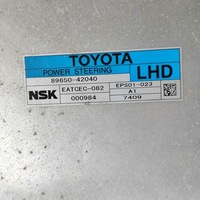 TOYOTA
POWER STEERING LHD
89650-42040
NSK EATCEC-082 EPS01-023
A1
000984 7409